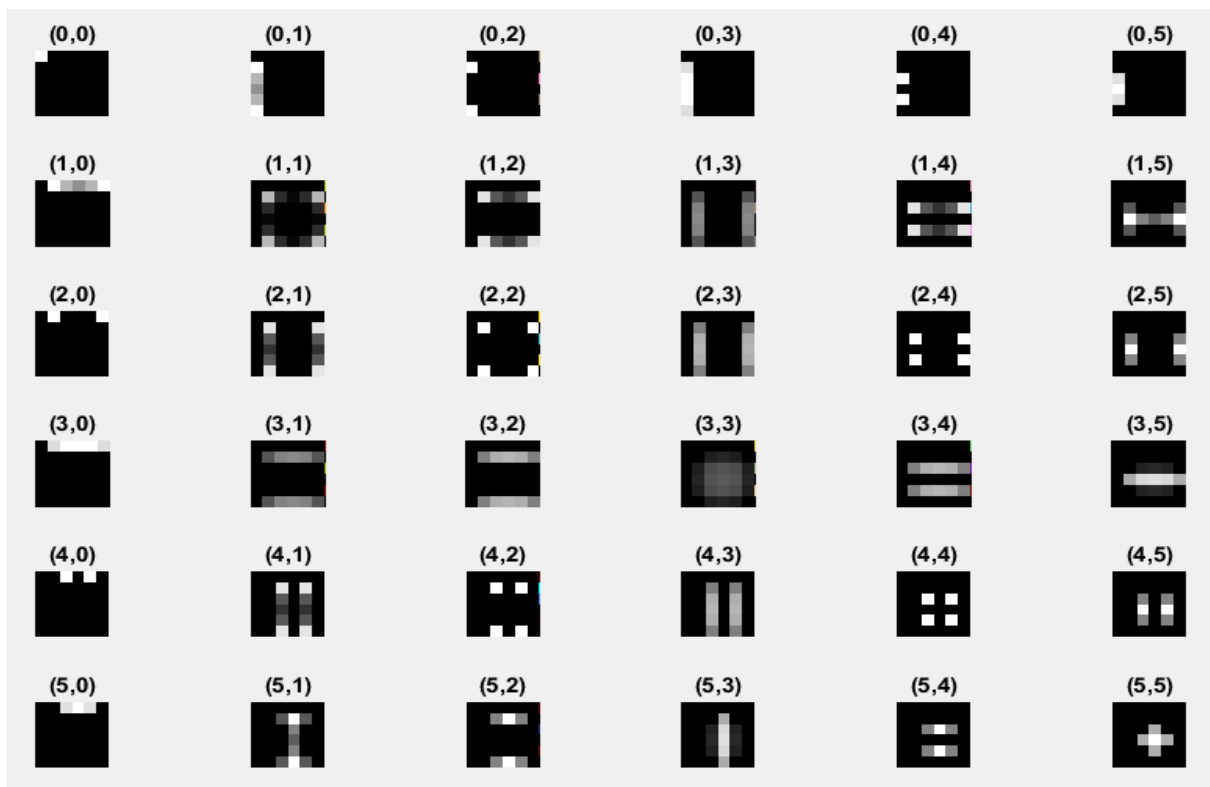 (0,0) (0,1) (0,2) (0,3) (0,4) (0,5)
(1,0) (1,1) (1,2) (1,3) (1,4) (1,5)
(2,0) (2,1) (2,2) (2,3) (2,4) (2,5)
(3,0) (3,1) (3,2) (3,3) (3,4) (3,5)
(4,0) (4,1) (4,2) (4,3) (4,4) (4,5)
(5,0) (5,1) (5,2) (5,3) (5,4) (5,5)